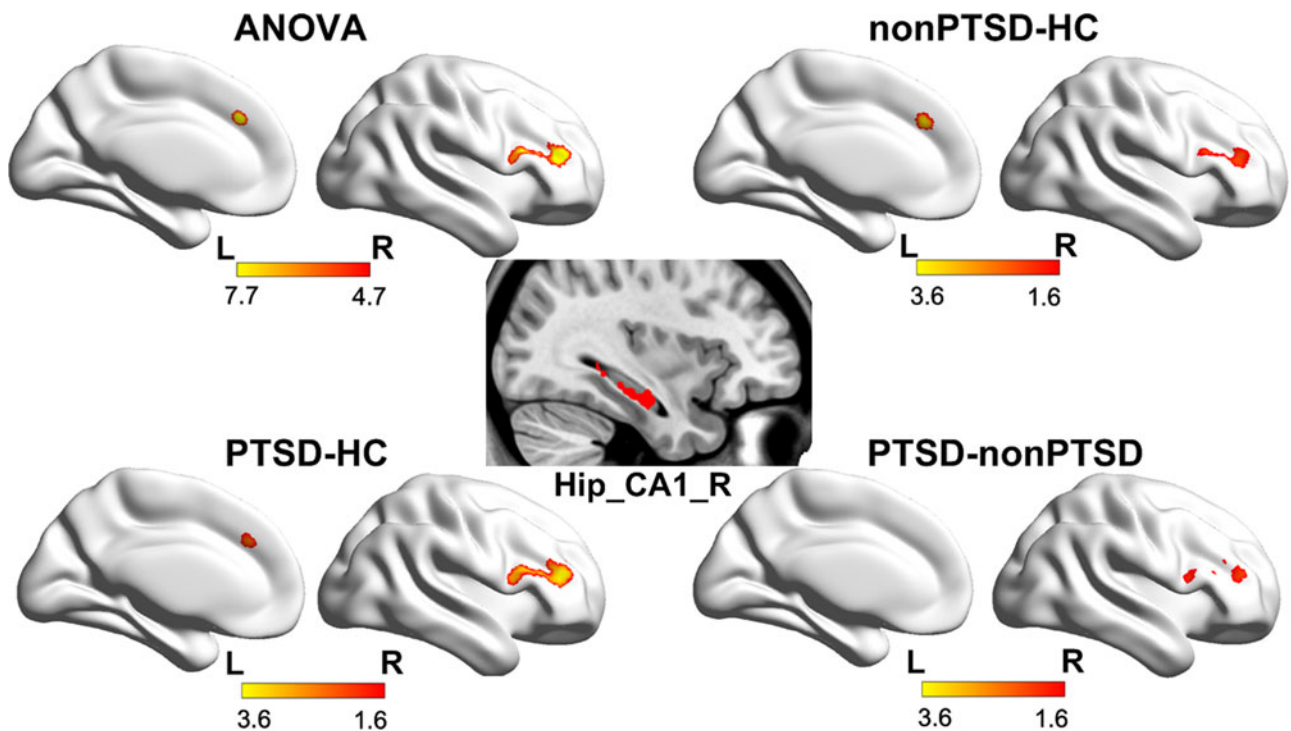 ANOVA
nonPTSD-HC
L R
7.7 4.7
L R
3.6 1.6
Hip_CA1_R
PTSD-HC
PTSD-nonPTSD
L R
3.6 1.6
L R
3.6 1.6